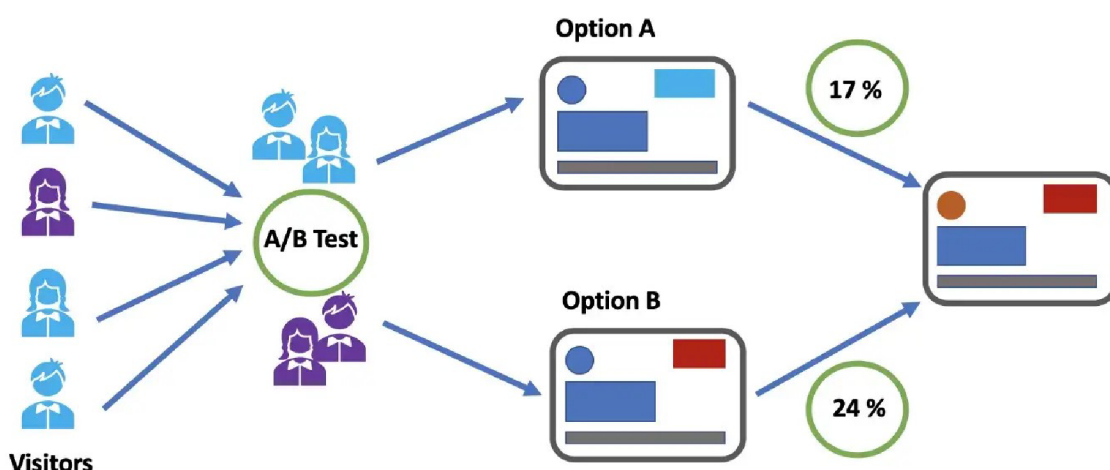 Option A
17 %
A/B Test
Option B
24 %
Visitors